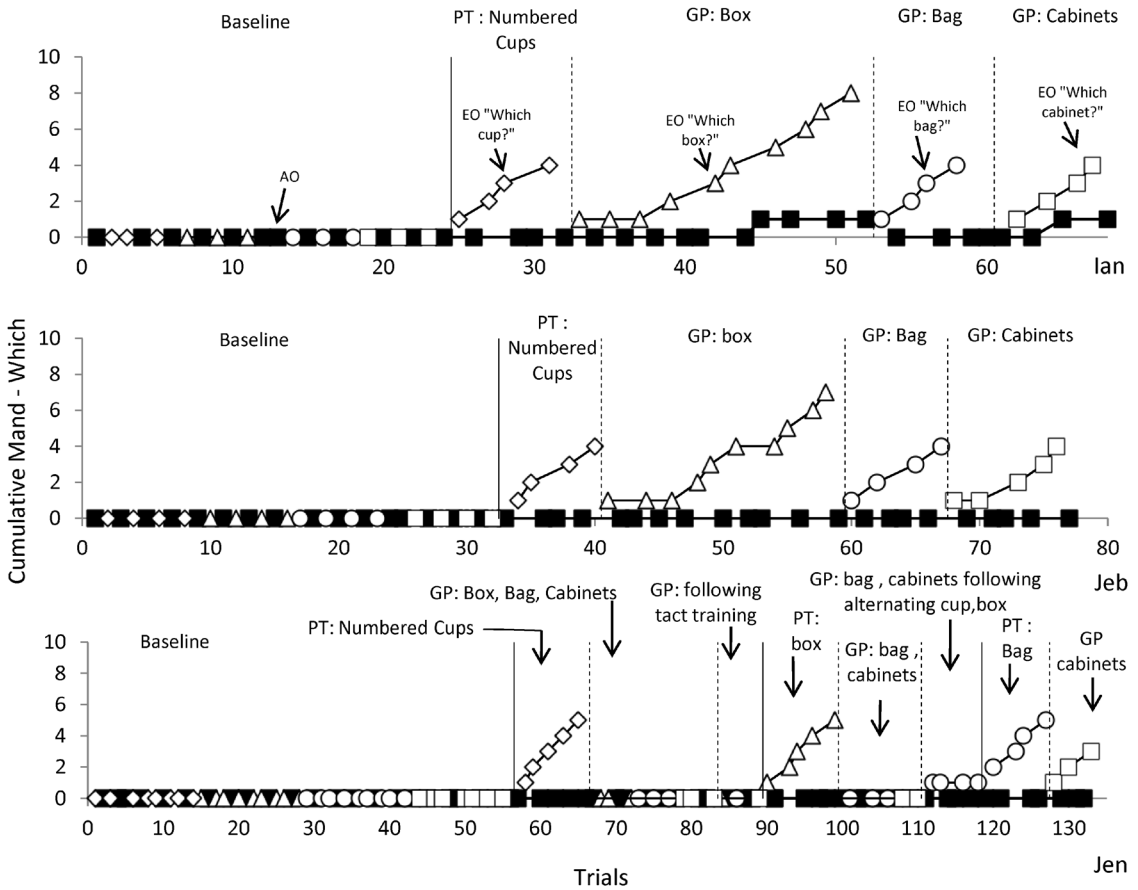 Baseline
PT : Numbered
Cups
GP: Box
GP: Bag
GP: Cabinets
10
8
6
4
2
0
EO "Which
cup?"
EO "Which
box?"
EO "Which
bag?"
EO "Which
cabinet?"
AO
0 10 20 30 40 50 60
Ian
Cumulative Mand - Which
Baseline
PT :
Numbered
Cups
GP: box
GP: Bag
GP: Cabinets
10
8
6
4
2
0
0 10 20 30 40 50 60 70 80
Jeb
Baseline
PT: Numbered Cups
GP: Box, Bag, Cabinets
GP: following
tact training
PT:
box
GP: bag ,
cabinets
GP: bag , cabinets following
alternating cup,box
PT :
Bag
GP
cabinets
10
8
6
4
2
0
0 10 20 30 40 50 60 70 80 90 100 110 120 130
Jen
Trials